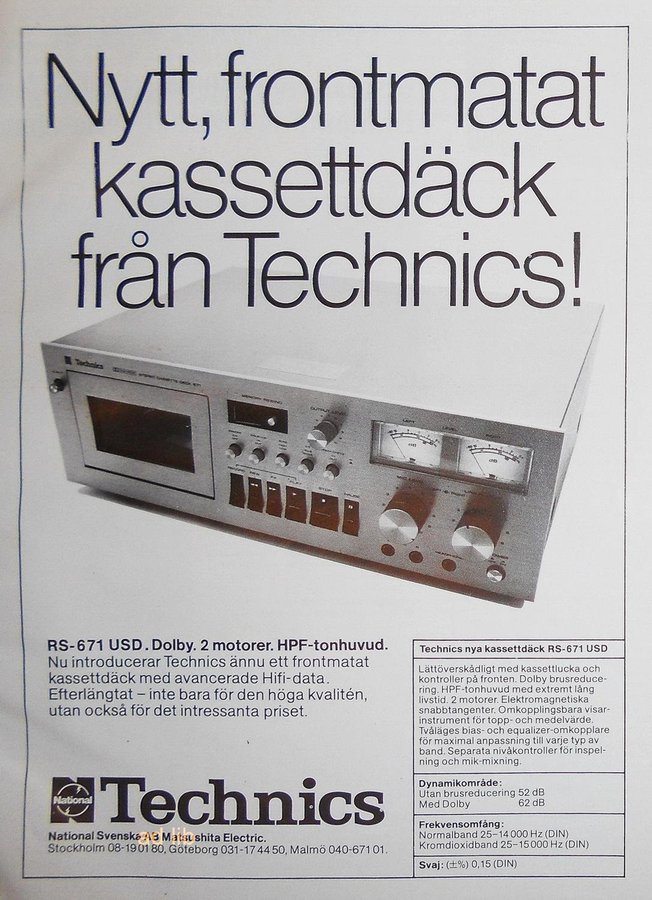 Nytt, frontmatat
kassettdäck
från Technics!
Technics
MEMORY REWIND
RS-671 USD. Dolby. 2 motorer. HPF-tonhuvud.
Nu introducerar Technics ännu ett frontmatat
kassettdäck med avancerade Hifi-data.
Efterlängtat – inte bara för den höga kvalitén,
utan också för det intressanta priset.
Technics nya kassettdäck RS-671 USD
Lättöverskådligt med kassettlucka och
kontroller på fronten. Dolby brusreduce-
ring. HPF-tonhuvud med extremt lång
livstid. 2 motorer. Elektromagnetiska
snabbtangenter. Omkopplingsbara visar-
instrument för topp- och medelvärde.
Tvåläges bias- och equalizer-omkopplare
för maximal anpassning till varje typ av
band. Separata nivåkontroller för inspel-
ning och mik-mixning.
Dynamikområde:
Utan brusreducering 52 dB
Med Dolby 62 dB
Frekvensomfång:
Normalband 25–14 000 Hz (DIN)
Kromdioxidband 25–15 000 Hz (DIN)
Svaj: (±%) 0,15 (DIN)
National
Technics
National Svenska AB Matsushita Electric.
Stockholm 08-19 01 80, Göteborg 031-17 44 50, Malmö 040-671 01.
ad lib